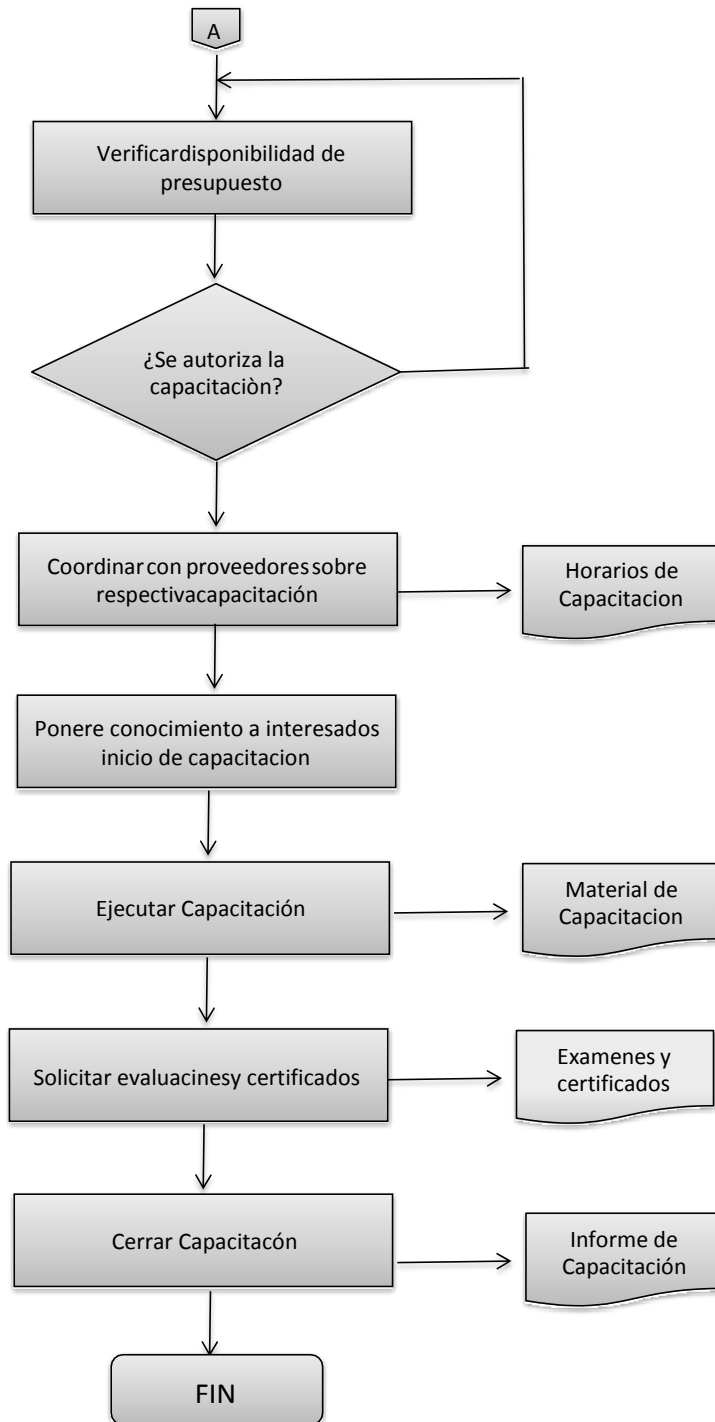 A
Verificardisponibilidad de
presupuesto
¿Se autoriza la
capacitaciòn?
Coordinar con proveedores sobre
respectivacapacitación
Horarios de
Capacitacion
Ponere conocimiento a interesados
inicio de capacitacion
Ejecutar Capacitación
Material de
Capacitacion
Solicitar evaluacinesy certificados
Examenes y
certificados
Cerrar Capacitacón
Informe de
Capacitación
FIN